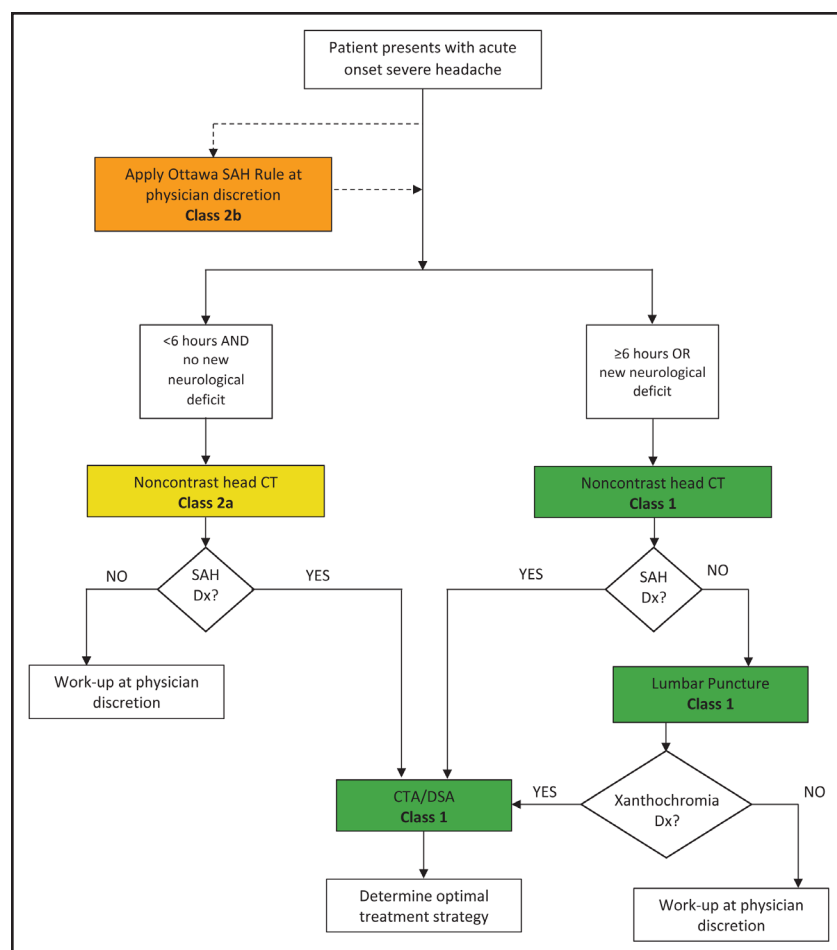 Patient presents with acute
onset severe headache
Apply Ottawa SAH Rule at
physician discretion
Class 2b
<6 hours AND
no new
neurological
deficit
≥6 hours OR
new neurological
deficit
Noncontrast head CT
Class 2a
Noncontrast head CT
Class 1
NO
SAH
Dx?
YES
YES
SAH
Dx?
NO
Work-up at physician
discretion
Lumbar Puncture
Class 1
CTA/DSA
Class 1
YES
Xanthochromia
Dx?
NO
Determine optimal
treatment strategy
Work-up at physician
discretion